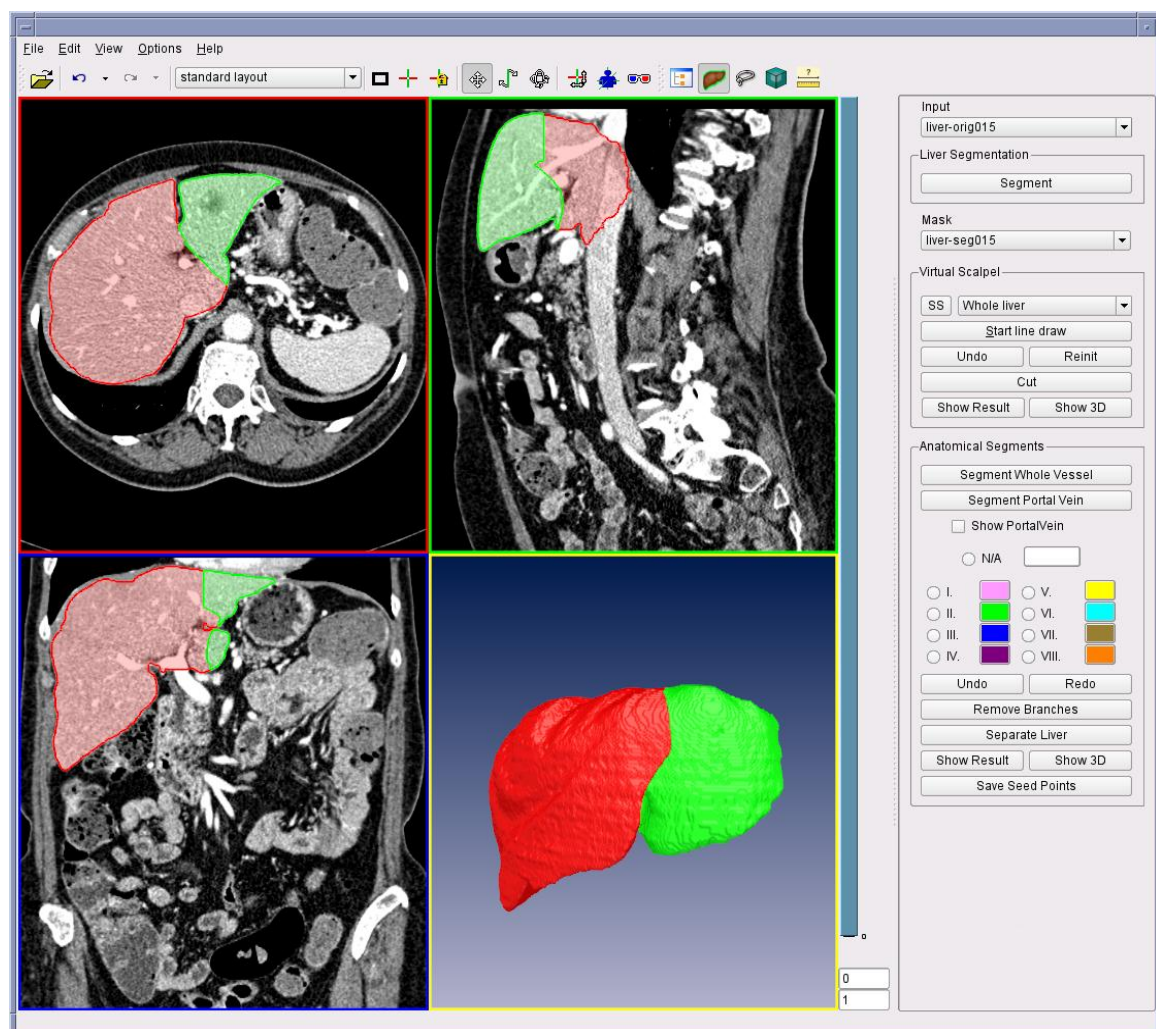 File Edit View Options Help
standard layout
?
Input
liver-orig015
Liver Segmentation
Segment
Mask
liver-seg015
Virtual Scalpel
SS Whole liver
Start line draw
Undo Reinit
Cut
Show Result Show 3D
Anatomical Segments
Segment Whole Vessel
Segment Portal Vein
Show PortalVein
N/A
I. V.
II. VI.
III. VII.
IV. VIII.
Undo Redo
Remove Branches
Separate Liver
Show Result Show 3D
Save Seed Points
0
0
1